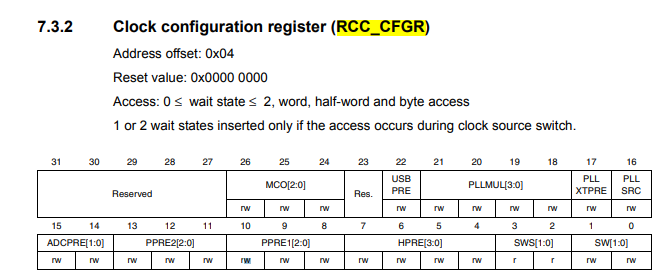 7.3.2 Clock configuration register (RCC_CFGR)
Address offset: 0x04
Reset value: 0x0000 0000
Access: 0 ≤ wait state ≤ 2, word, half-word and byte access
1 or 2 wait states inserted only if the access occurs during clock source switch.
31 30 29 28 27 26 25 24 23 22 21 20 19 18 17 16
Reserved MCO[2:0] Res. USB PRE PLLMUL[3:0] PLL XTPRE PLL SRC
rw rw rw rw rw rw rw rw rw rw
15 14 13 12 11 10 9 8 7 6 5 4 3 2 1 0
ADCPRE[1:0] PPRE2[2:0] PPRE1[2:0] HPRE[3:0] SWS[1:0] SW[1:0]
rw rw rw rw rw rw rw rw rw rw rw rw r r rw rw